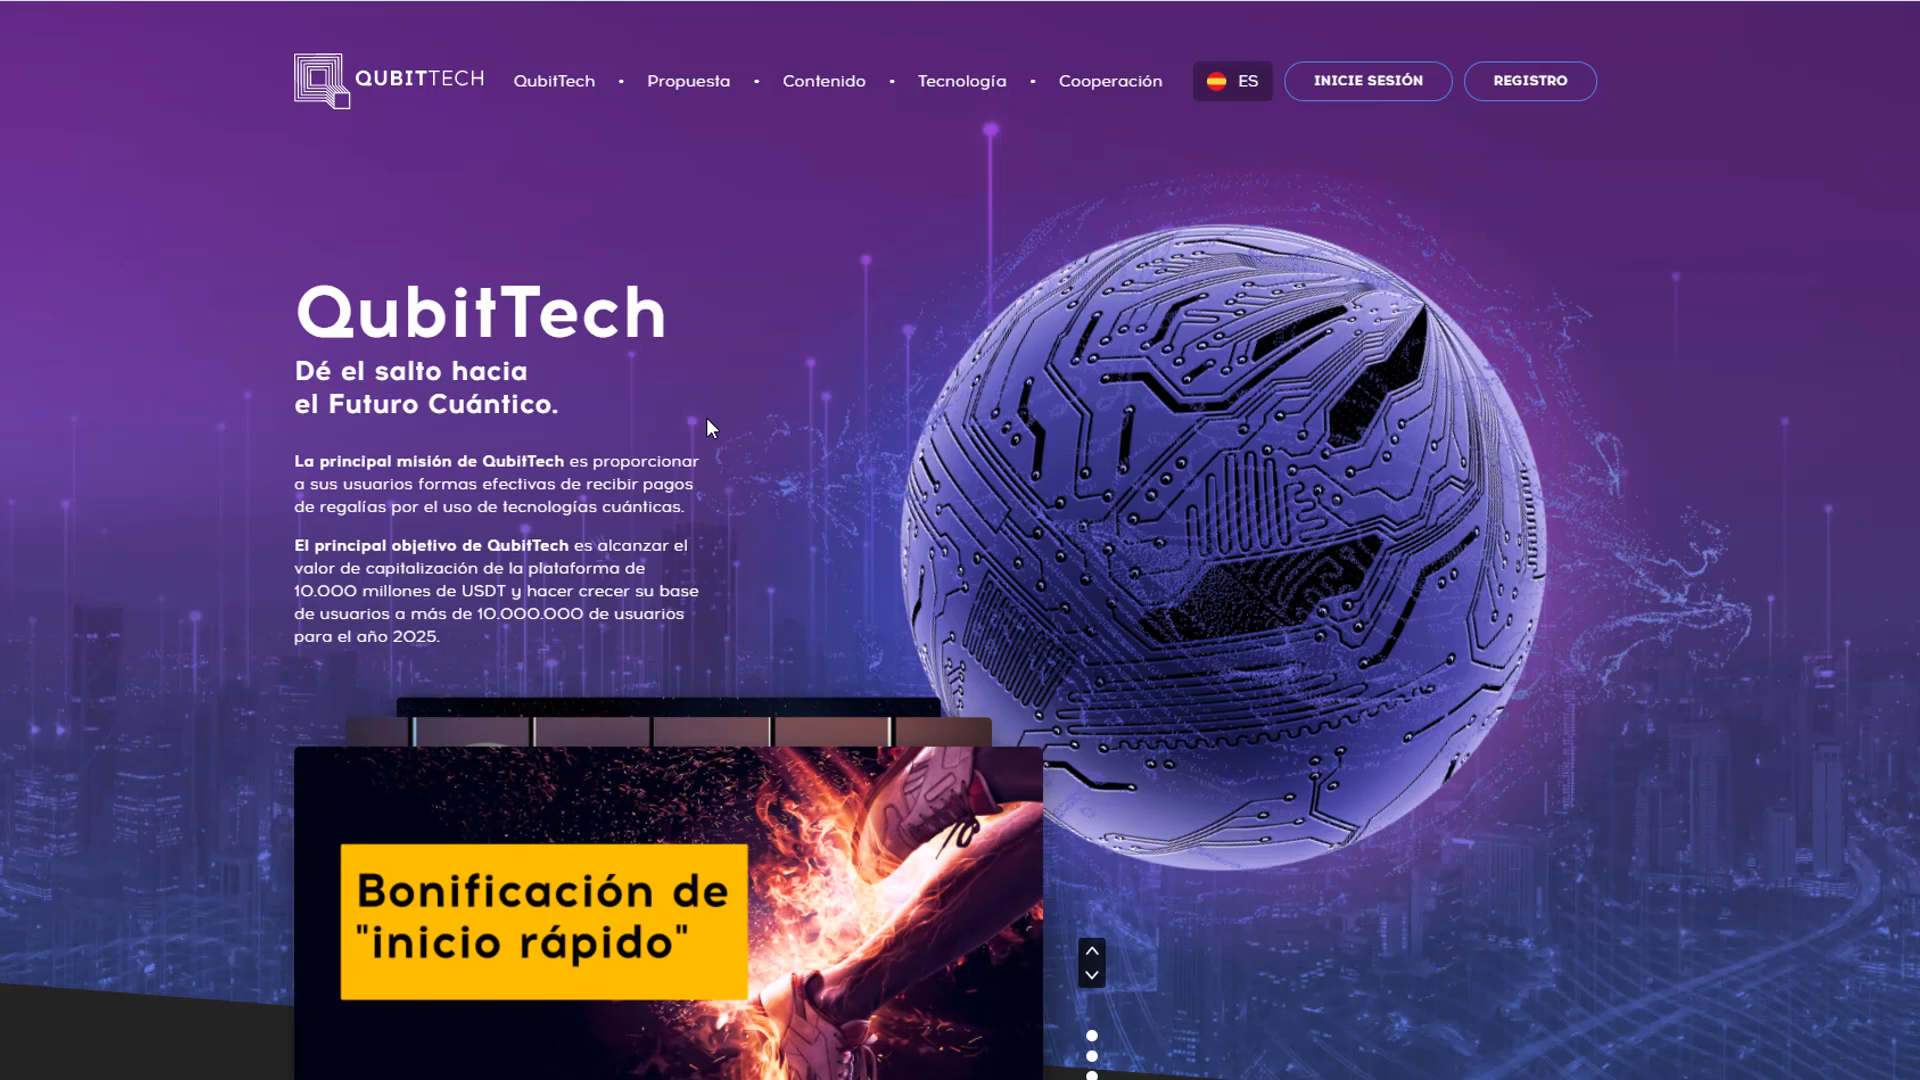 QUBITTECH
QubitTech • Propuesta • Contenido • Tecnología • Cooperación
ES
INICIE SESIÓN
REGISTRO
QubitTech
Dé el salto hacia
el Futuro Cuántico.
La principal misión de QubitTech es proporcionar
a sus usuarios formas efectivas de recibir pagos
de regalías por el uso de tecnologías cuánticas.
El principal objetivo de QubitTech es alcanzar el
valor de capitalización de la plataforma de
10.000 millones de USDT y hacer crecer su base
de usuarios a más de 10.000.000 de usuarios
para el año 2025.
Bonificación de
"inicio rápido"